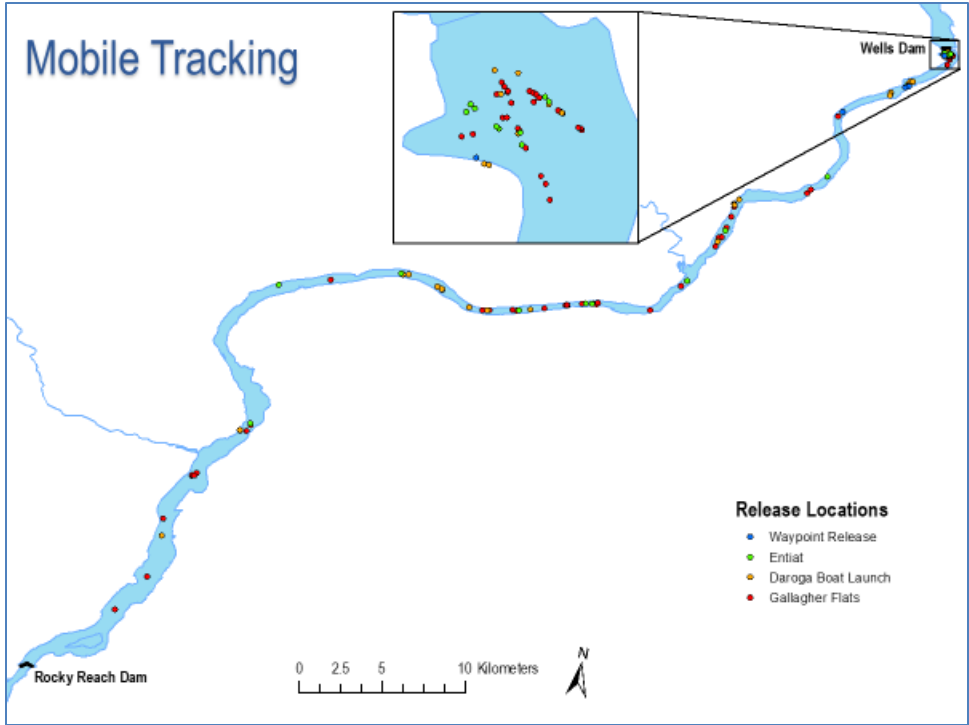 Mobile Tracking
Wells Dam
Release Locations
Waypoint Release
Entiat
Daroga Boat Launch
Gallagher Flats
N
0 2.5 5 10 Kilometers
Rocky Reach Dam